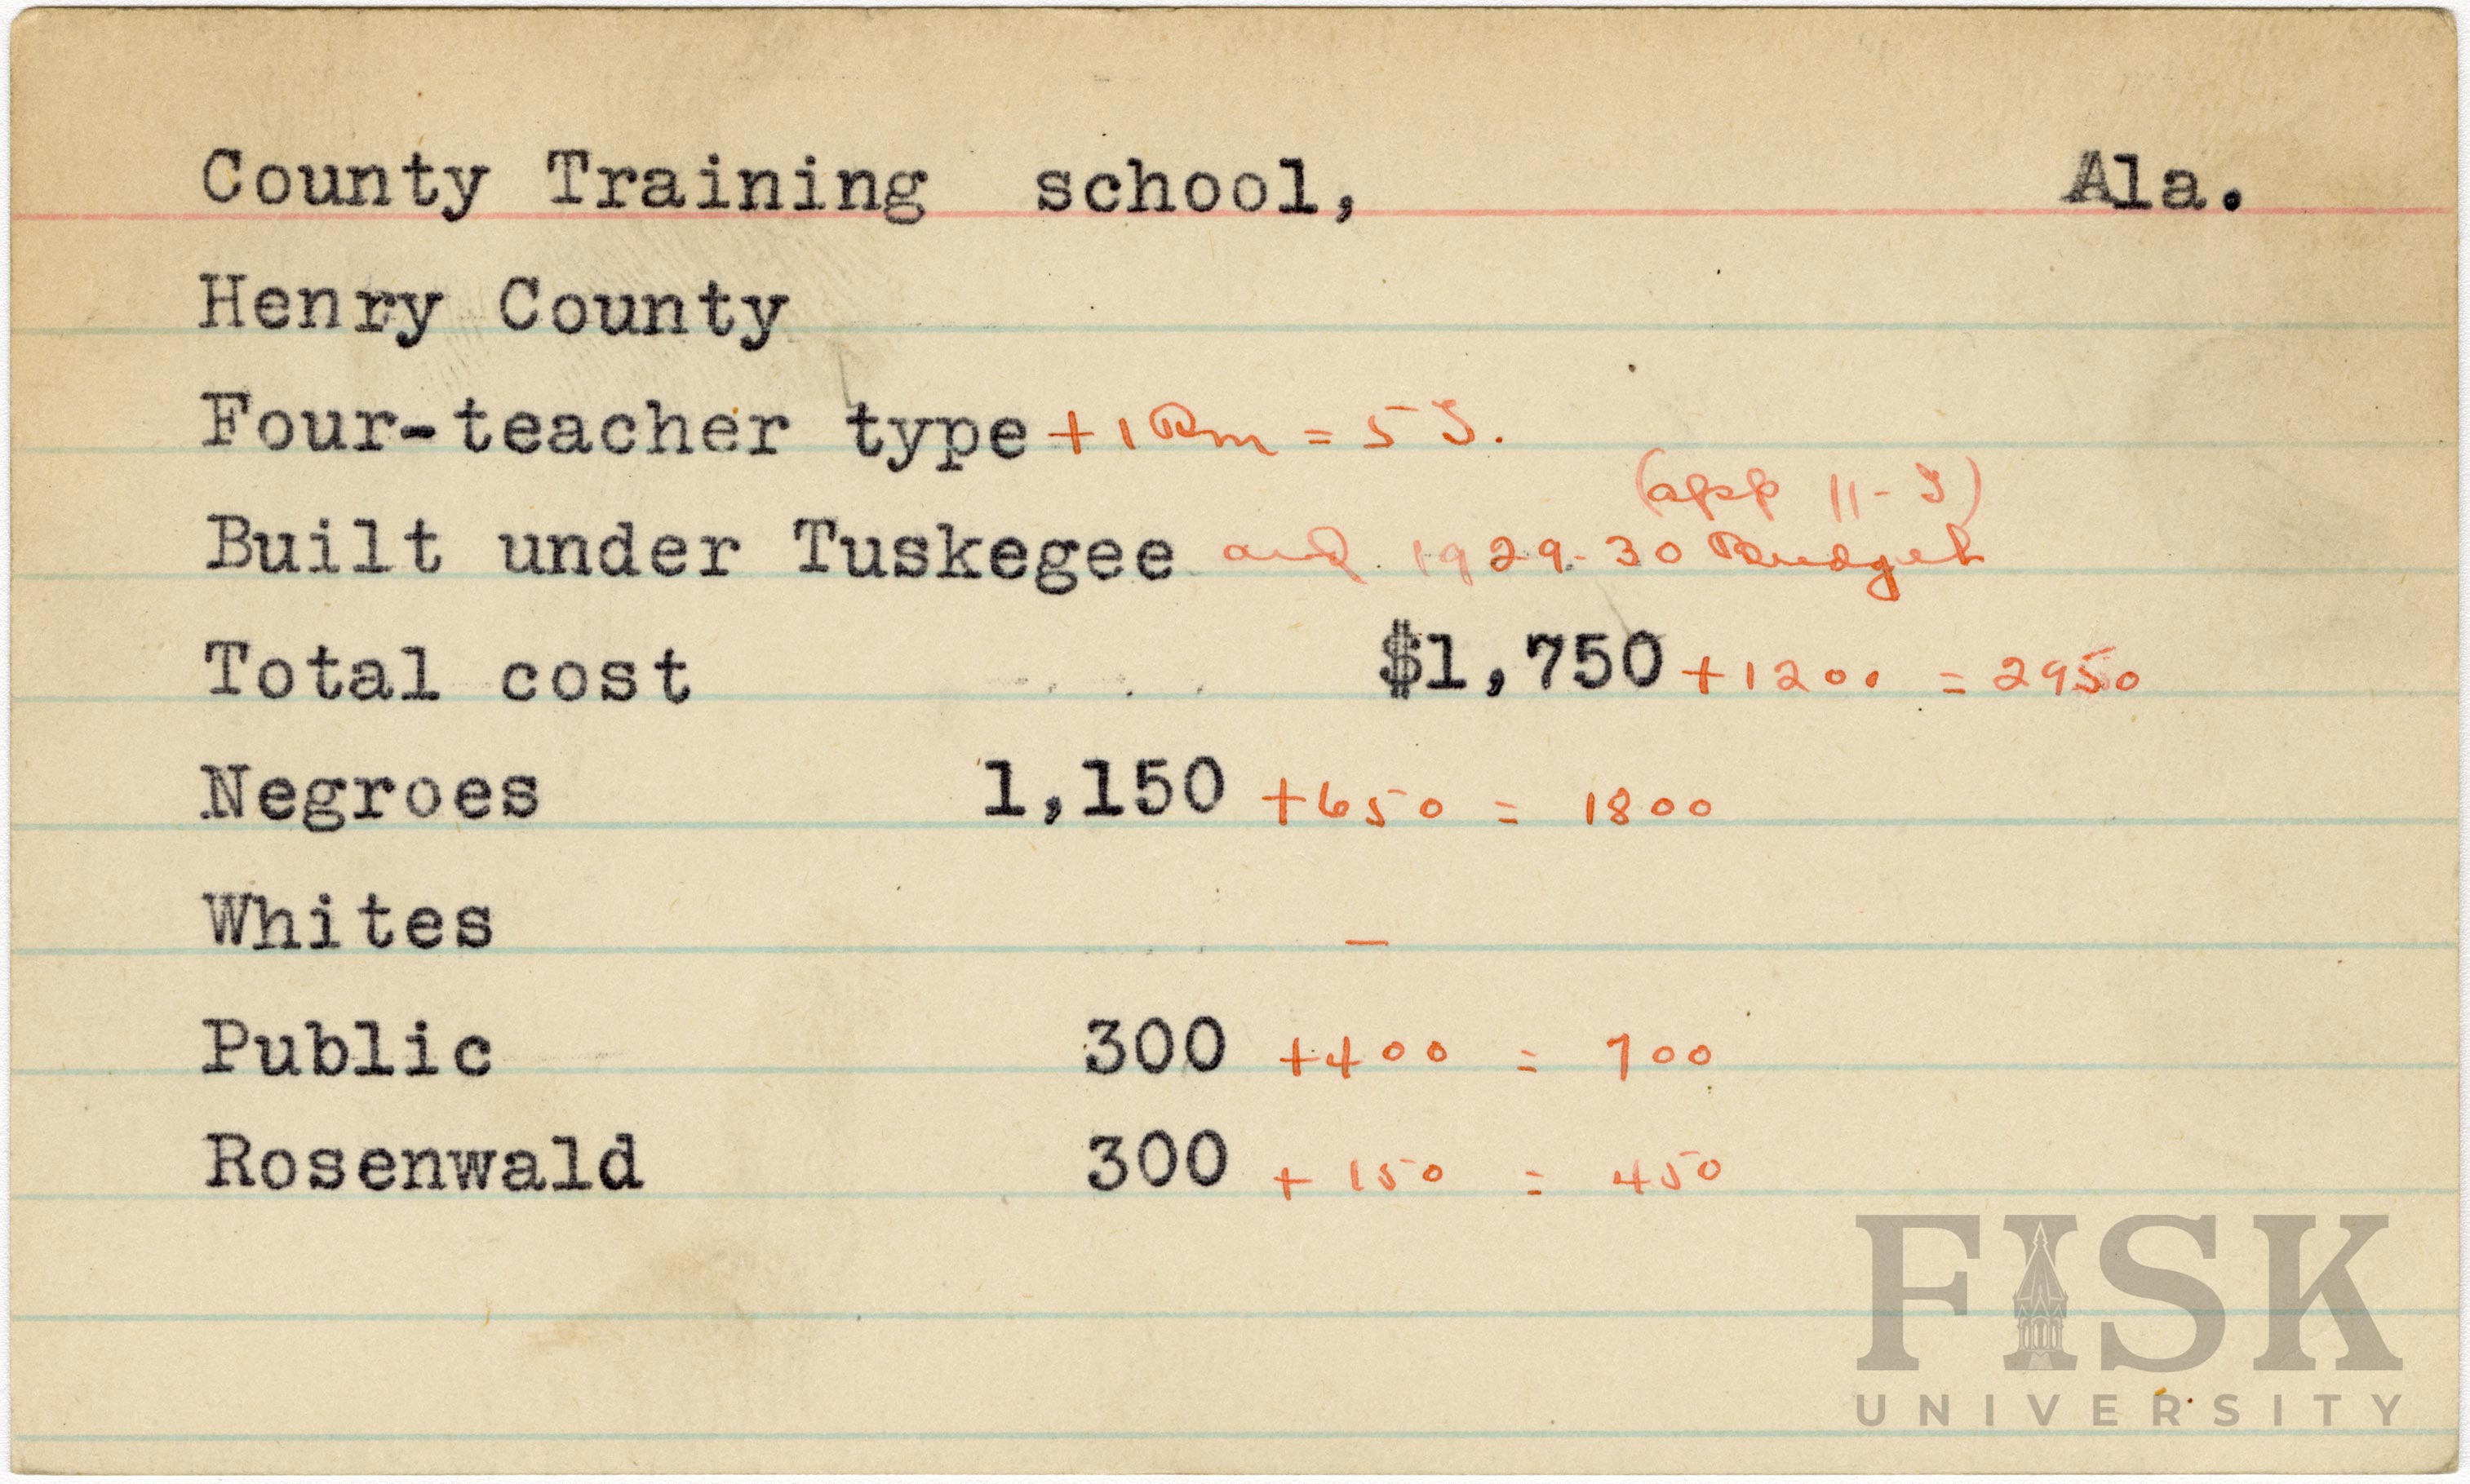 County Training school, Ala.
Henry County
Four-teacher type + 1 Rm = 5 T.
(app 11-J)
Built under Tuskegee and 1929-30 Budget
Total cost $1,750 + 1200 = 2950
Negroes 1,150 + 650 = 1800
Whites –
Public 300 + 400 = 700
Rosenwald 300 + 150 = 450
FISK
UNIVERSITY